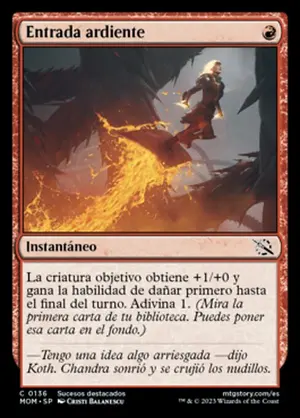 Entrada ardiente
Instantáneo
La criatura objetivo obtiene +1/+0 y
gana la habilidad de dañar primero hasta
el final del turno. Adivina 1. (Mira la
primera carta de tu biblioteca. Puedes poner
esa carta en el fondo.)
—Tengo una idea algo arriesgada —dijo
Koth. Chandra sonrió y se crujió los nudillos.
C 0136 Sucesos destacados mtgstory.com/es
MOM • SP Cristi Balanescu ™ & © 2023 Wizards of the Coast